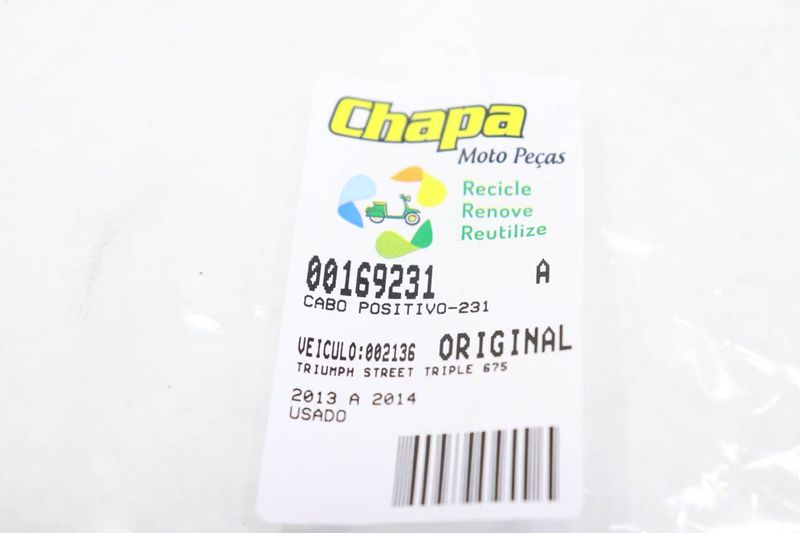 Chapa
Moto Peças
Recicle
Renove
Reutilize
00169231 A
CABO POSITIVO-231
VEICULO:002136 ORIGINAL
TRIUMPH STREET TRIPLE 675
2013 A 2014
USADO